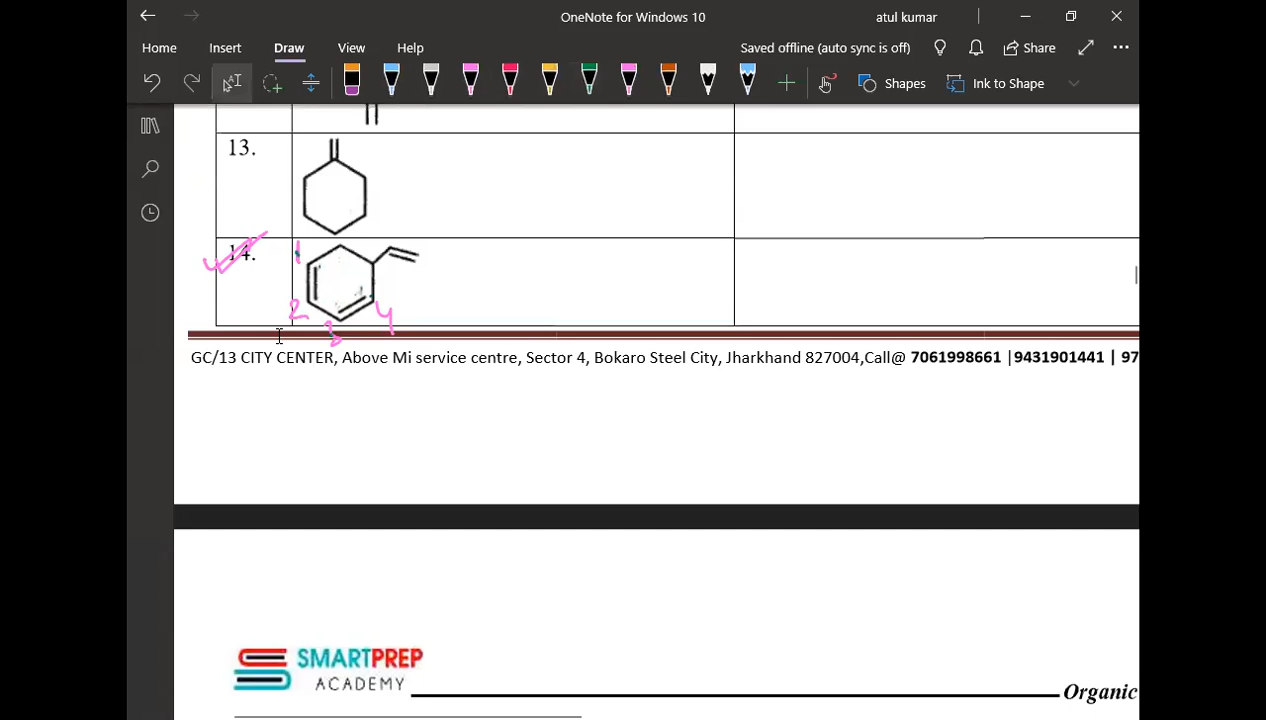 OneNote for Windows 10
atul kumar
Home Insert Draw View Help
Saved offline (auto sync is off)
Share
Shapes
Ink to Shape
13.
14.
1
2
3
4
GC/13 CITY CENTER, Above Mi service centre, Sector 4, Bokaro Steel City, Jharkhand 827004,Call@ 7061998661 |9431901441 | 97
SMARTPREP
ACADEMY
Organic